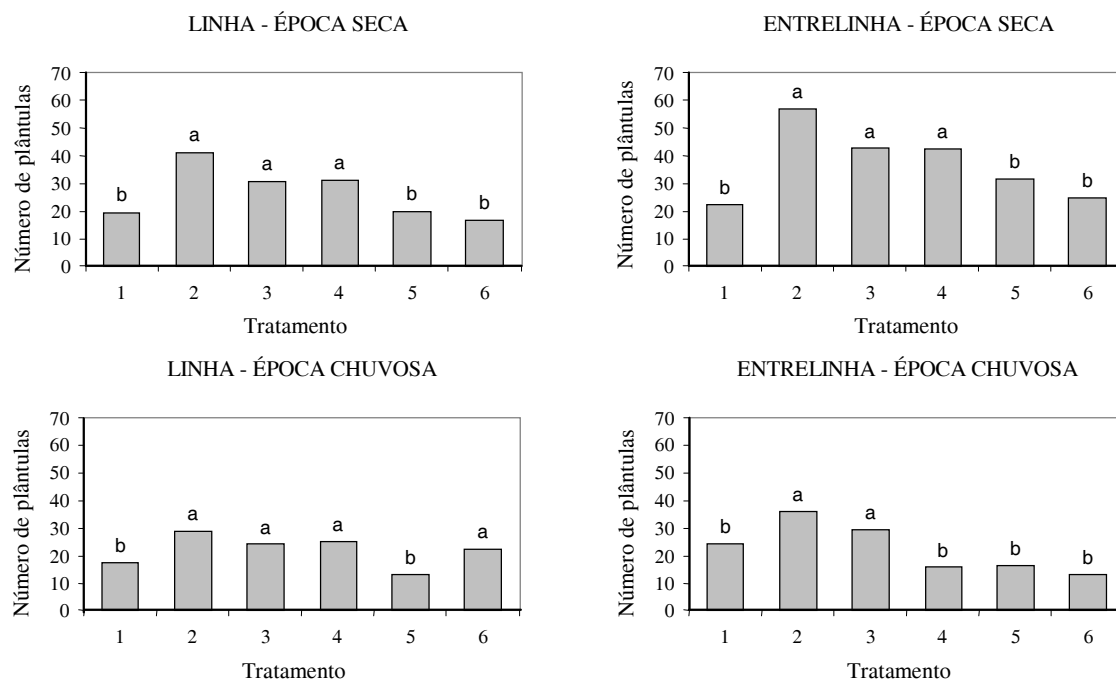 LINHA - ÉPOCA SECA
Número de plântulas
70
60
50
40
30
20
10
0
b
a
a
a
b
b
1 2 3 4 5 6
Tratamento
ENTRELINHA - ÉPOCA SECA
Número de plântulas
70
60
50
40
30
20
10
0
b
a
a
a
b
b
1 2 3 4 5 6
Tratamento
LINHA - ÉPOCA CHUVOSA
Número de plântulas
70
60
50
40
30
20
10
0
b
a
a
a
b
a
1 2 3 4 5 6
Tratamento
ENTRELINHA - ÉPOCA CHUVOSA
Número de plântulas
70
60
50
40
30
20
10
0
b
a
a
b
b
b
1 2 3 4 5 6
Tratamento